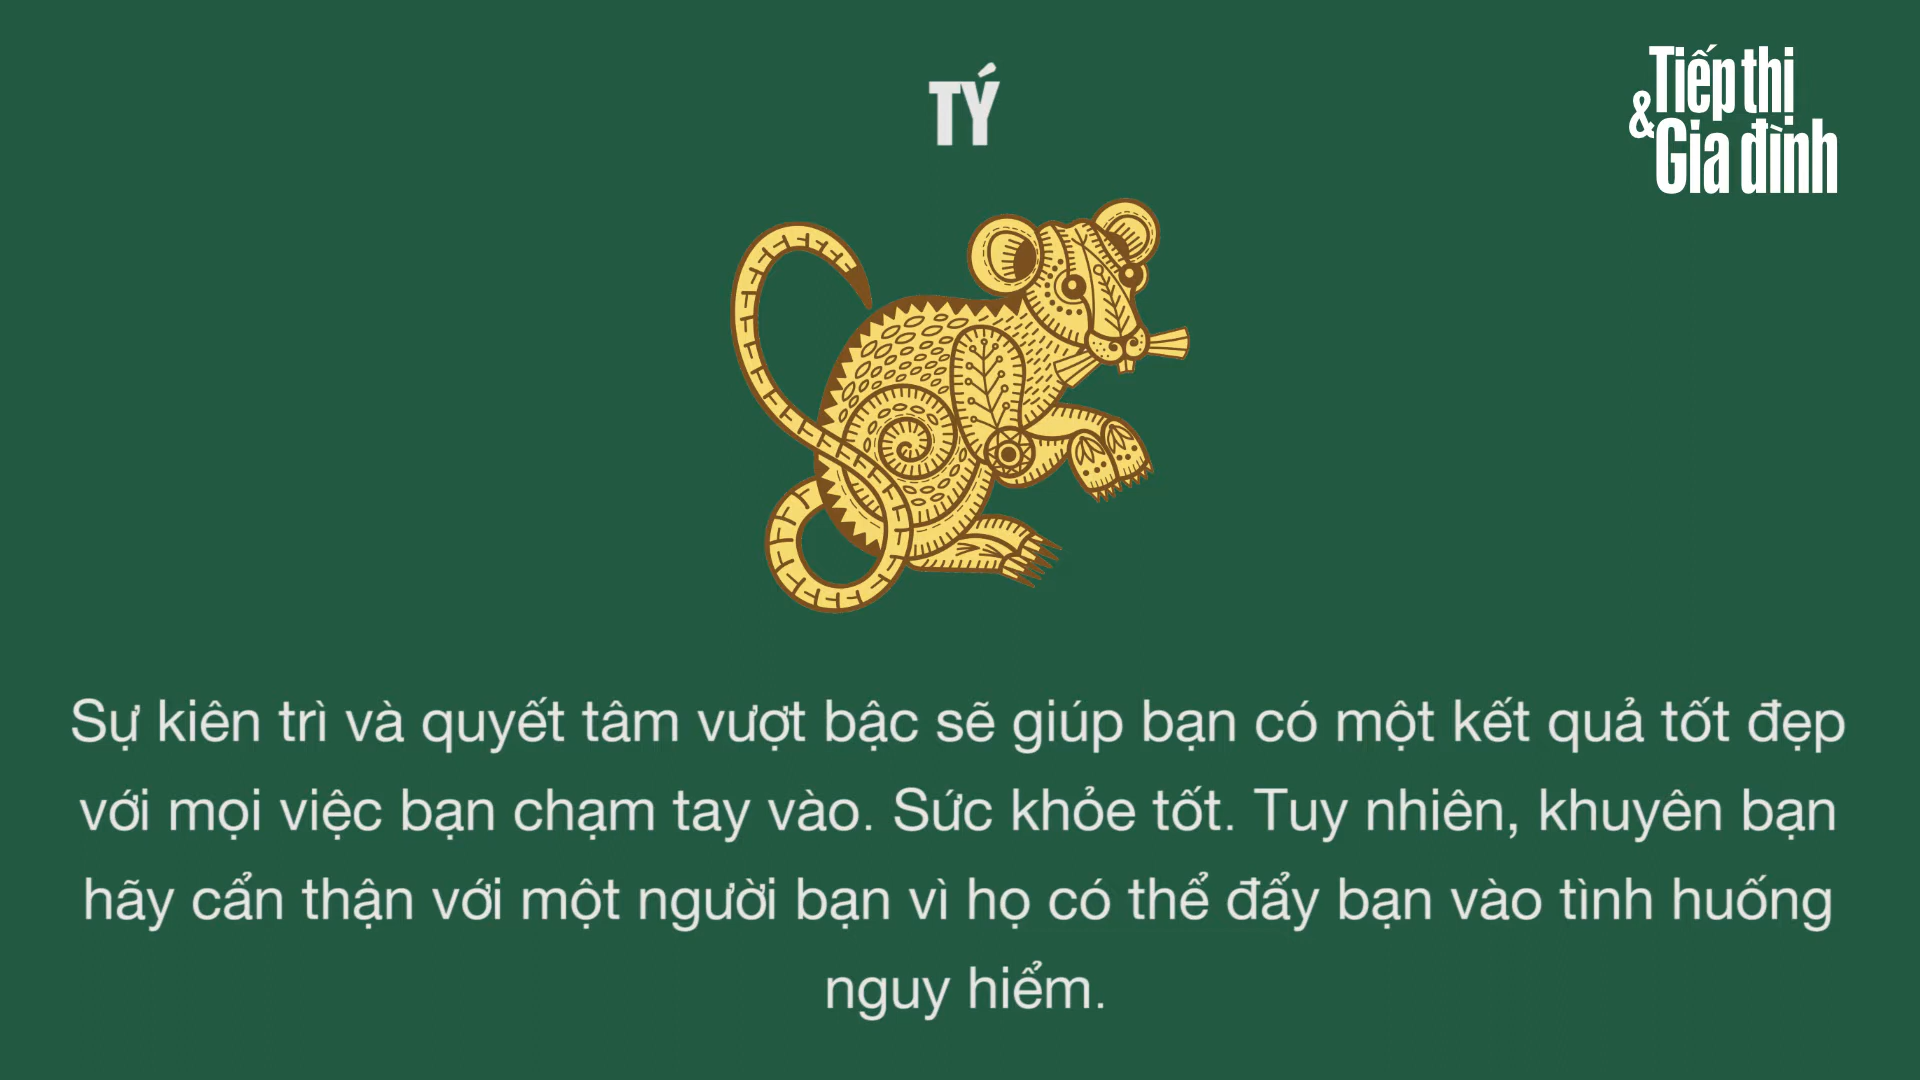 TÝ
Tiếp thị
& Gia đình
Sự kiên trì và quyết tâm vượt bậc sẽ giúp bạn có một kết quả tốt đẹp
với mọi việc bạn chạm tay vào. Sức khỏe tốt. Tuy nhiên, khuyên bạn
hãy cẩn thận với một người bạn vì họ có thể đẩy bạn vào tình huống
nguy hiểm.